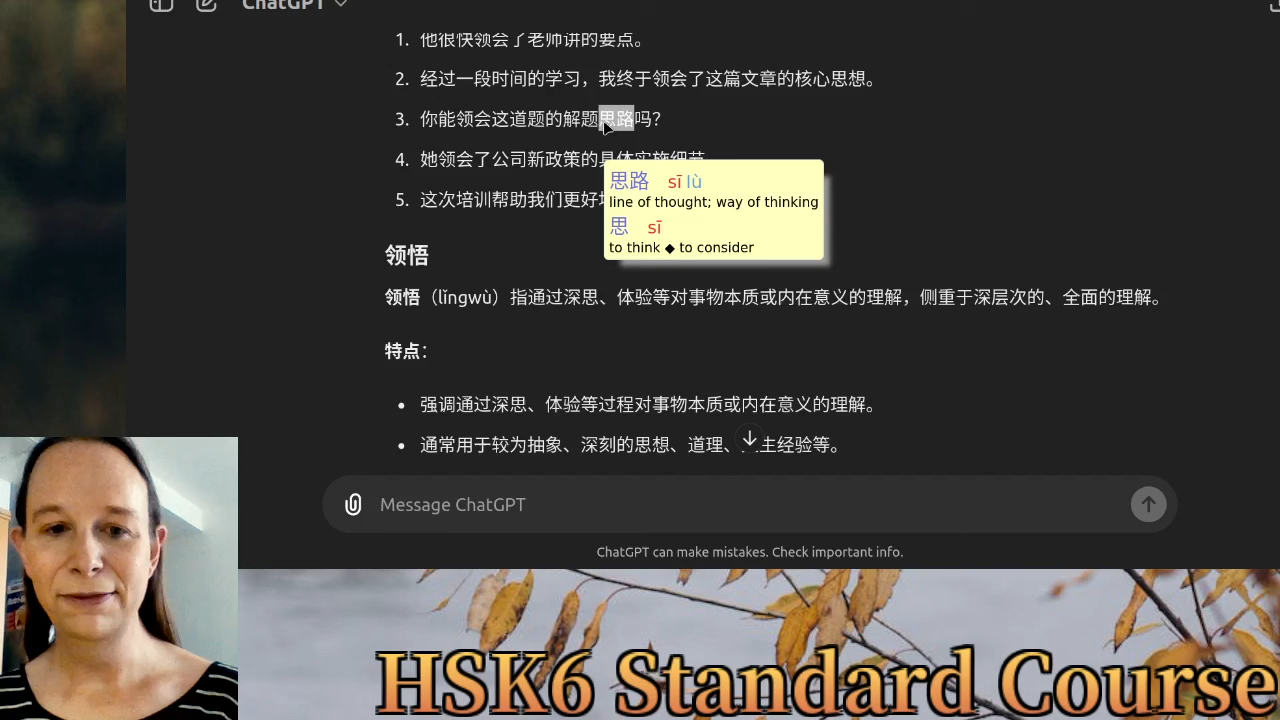 ChatGPT
1. 他很快领会了老师讲的要点。
2. 经过一段时间的学习，我终于领会了这篇文章的核心思想。
3. 你能领会这道题的解题思路吗？
4. 她领会了公司新政策的具体实施细节
5. 这次培训帮助我们更好
思路 sī lù
line of thought; way of thinking
思 sī
to think ◆ to consider
领悟
领悟（lǐngwù）指通过深思、体验等对事物本质或内在意义的理解，侧重于深层次的、全面的理解。
特点：
• 强调通过深思、体验等过程对事物本质或内在意义的理解。
• 通常用于较为抽象、深刻的思想、道理、 主经验等。
Message ChatGPT
ChatGPT can make mistakes. Check important info.
HSK6 Standard Course